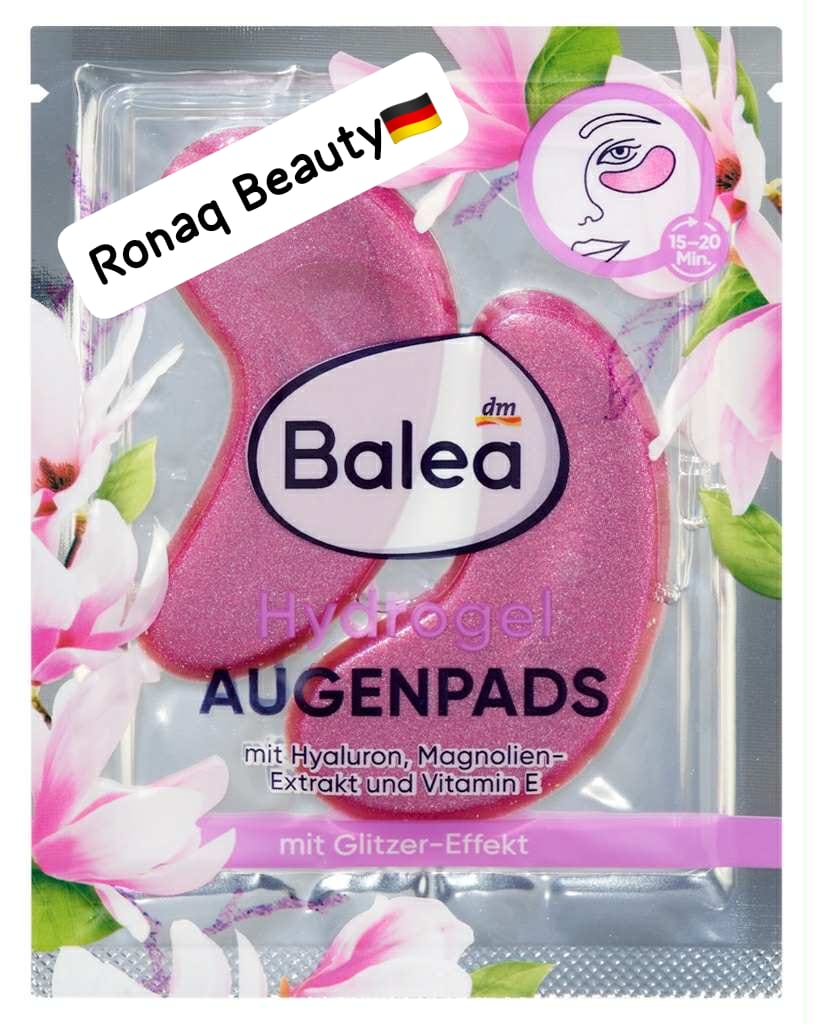 Ronaq Beauty🇩🇪
15–20
Min.
dm
Balea
Hydrogel
AUGENPADS
mit Hyaluron, Magnolien-
Extrakt und Vitamin E
mit Glitzer-Effekt